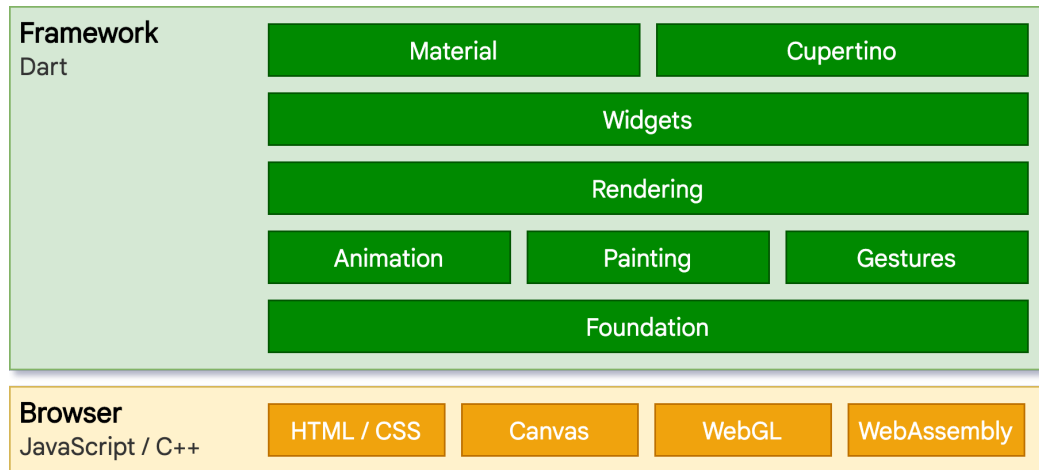 Framework
Dart
Material
Cupertino
Widgets
Rendering
Animation
Painting
Gestures
Foundation
Browser
JavaScript / C++
HTML / CSS
Canvas
WebGL
WebAssembly